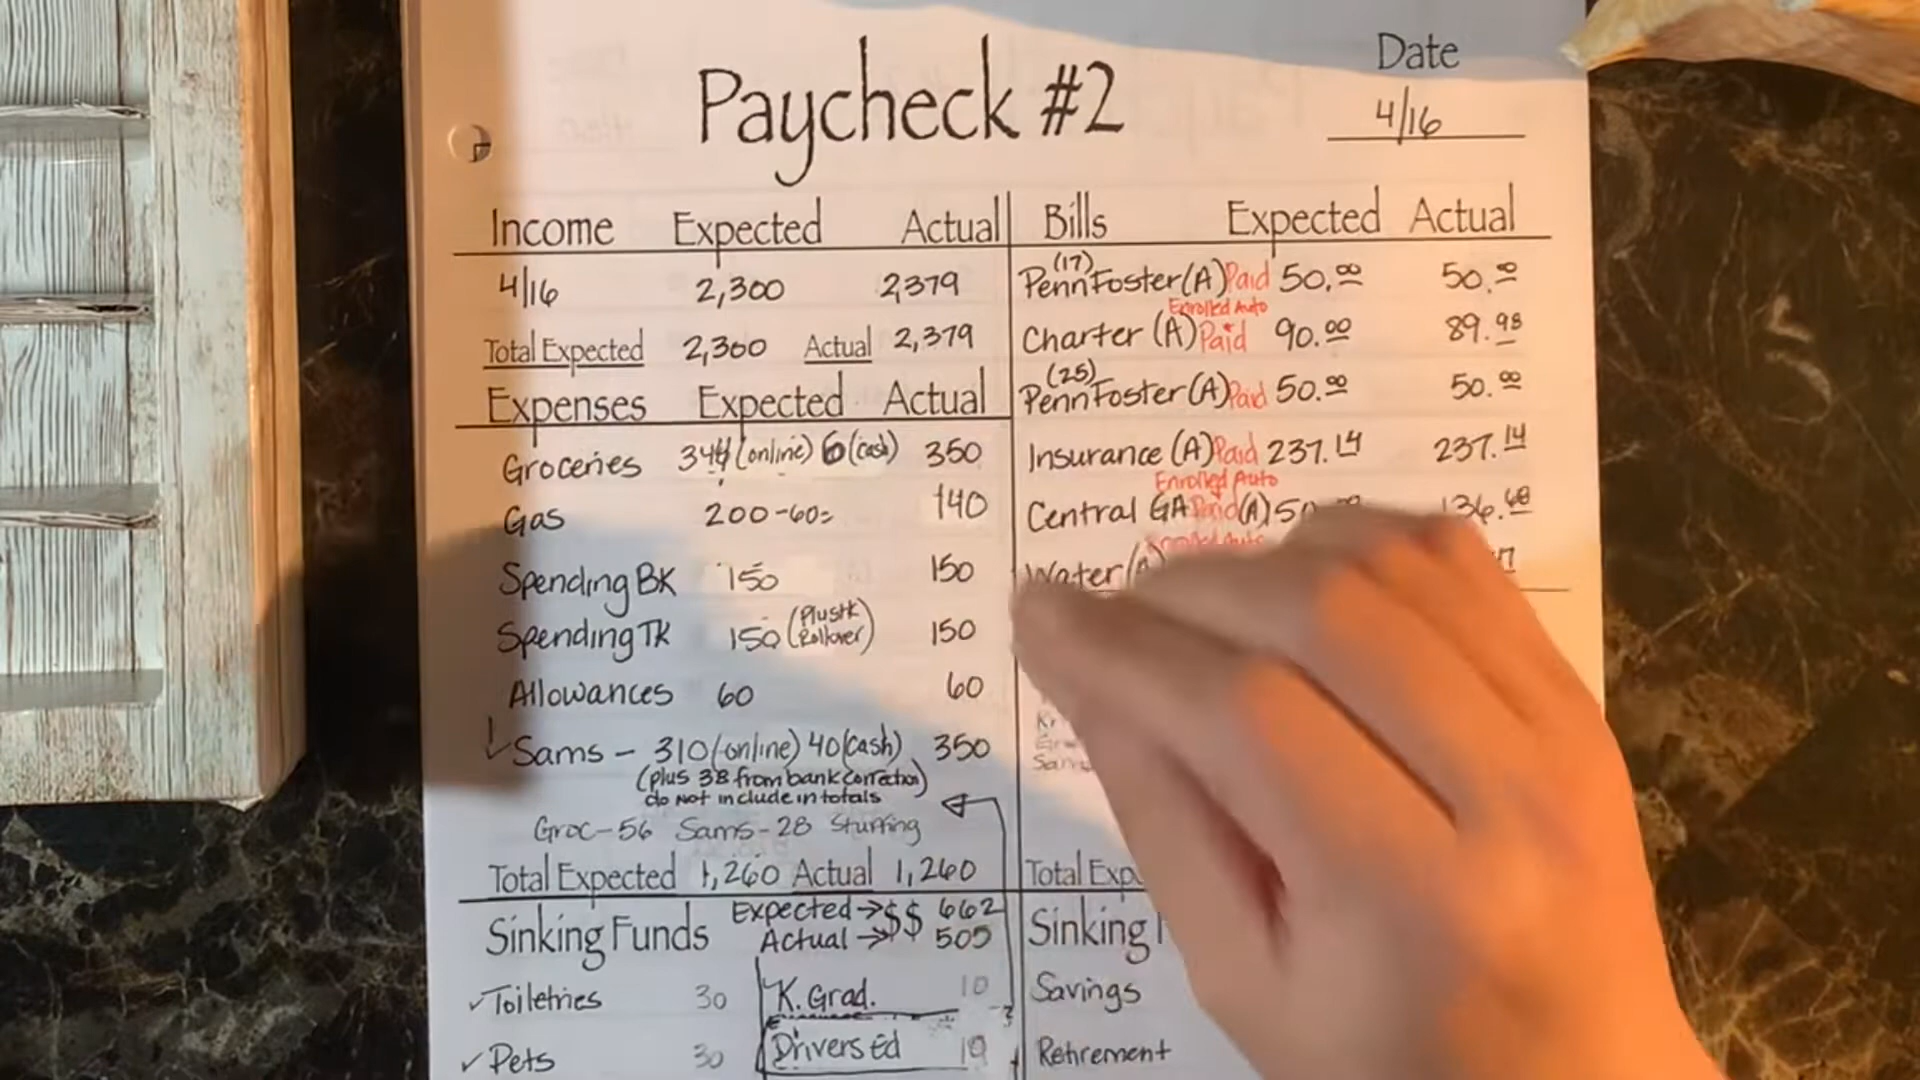 Paycheck #2
Date
4/16
Income Expected Actual
4/16 2,300 2,379
Total Expected 2,300 Actual 2,379
Expenses Expected Actual
Groceries 344 (online) 6 (cash) 350
Gas 200-60= 140
Spending BK 150 150
Spending TK 150 (Plus TK Rollover) 150
Allowances 60 60
✓Sams - 310 (online) 40 (cash) 350
(plus 38 from bank correction)
do NOT include in totals
Groc-56 Sams-28 Stuffing
Total Expected 1,260 Actual 1,260
Sinking Funds
Expected → $$ 662
Actual → $$ 505
✓Toiletries 30
✓Pets 30
K. Grad. 10
Drivers Ed 10
Bills Expected Actual
(17)
Penn Foster (A) Paid 50.00 50.00
Enrolled Auto
Charter (A) Paid 90.00 89.98
(25)
Penn Foster (A) Paid 50.00 50.00
Insurance (A) Paid 237.14 237.14
Enrolled Auto
Central GA Paid (A) 136.68
Enrolled Auto
Water (A)
Total
Sinking
Savings
Retirement